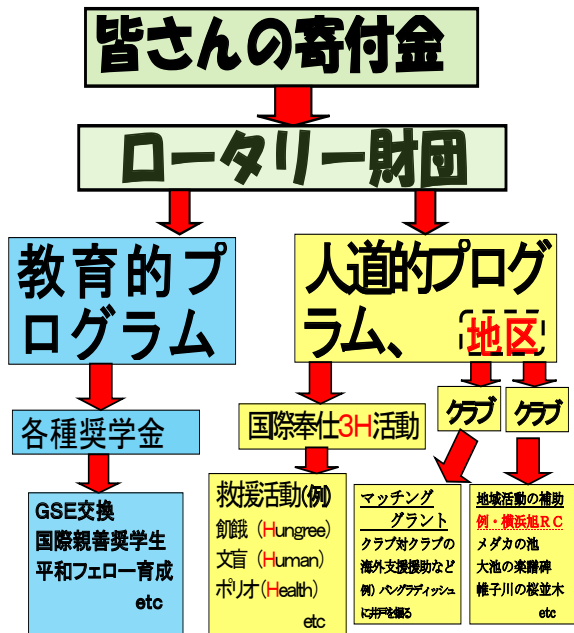 皆さんの寄付金
ロータリー財団
教育的プ
ログラム
人道的プログ
ラム、 地区
各種奨学金
国際奉仕3H活動
クラブ
クラブ
GSE交換
国際親善奨学生
平和フェロー育成
etc
救援活動(例)
飢餓（Hungree）
文盲（Human）
ポリオ（Health）
etc
マッチング
グラント
クラブ対クラブの
海外支援援助など
例）バングラディッシュ
に井戸を掘る
地域活動の補助
例・横浜旭RC
メダカの池
大池の楽譜碑
帷子川の桜並木
etc